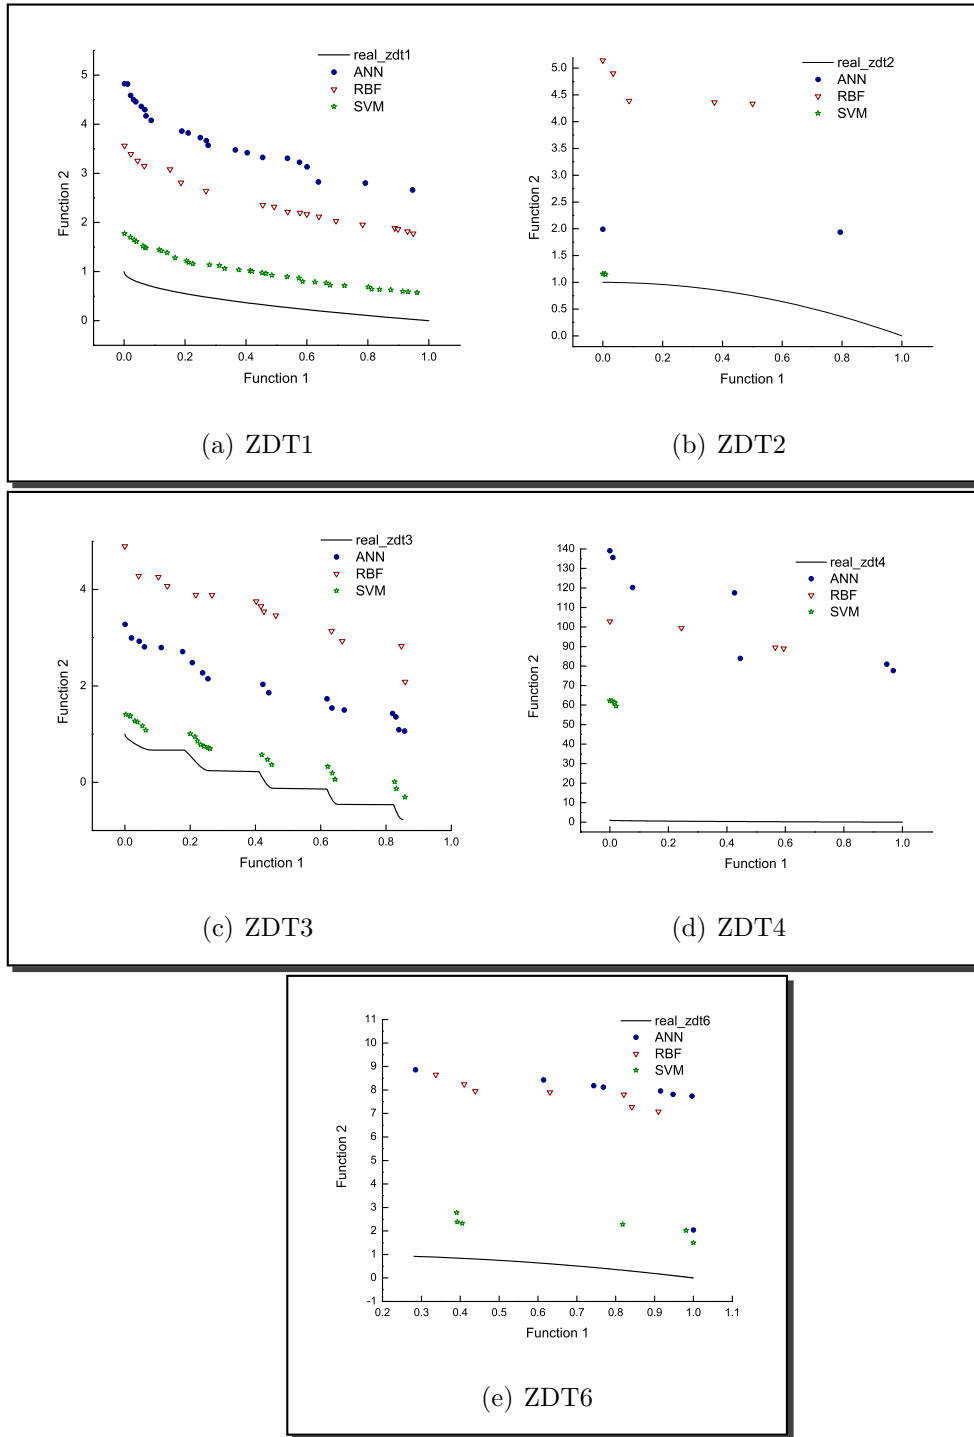 real_zdt1
ANN
RBF
SVM
5
4
3
2
1
0
Function 2
0.0 0.2 0.4 0.6 0.8 1.0
Function 1
(a) ZDT1
real_zdt2
ANN
RBF
SVM
5.0
4.5
4.0
3.5
3.0
2.5
2.0
1.5
1.0
0.5
0.0
Function 2
0.0 0.2 0.4 0.6 0.8 1.0
Function 1
(b) ZDT2
real_zdt3
ANN
RBF
SVM
4
2
0
Function 2
0.0 0.2 0.4 0.6 0.8 1.0
Function 1
(c) ZDT3
real_zdt4
ANN
RBF
SVM
140
130
120
110
100
90
80
70
60
50
40
30
20
10
0
Function 2
0.0 0.2 0.4 0.6 0.8 1.0
Function 1
(d) ZDT4
real_zdt6
ANN
RBF
SVM
11
10
9
8
7
6
5
4
3
2
1
0
-1
Function 2
0.2 0.3 0.4 0.5 0.6 0.7 0.8 0.9 1.0 1.1
Function 1
(e) ZDT6